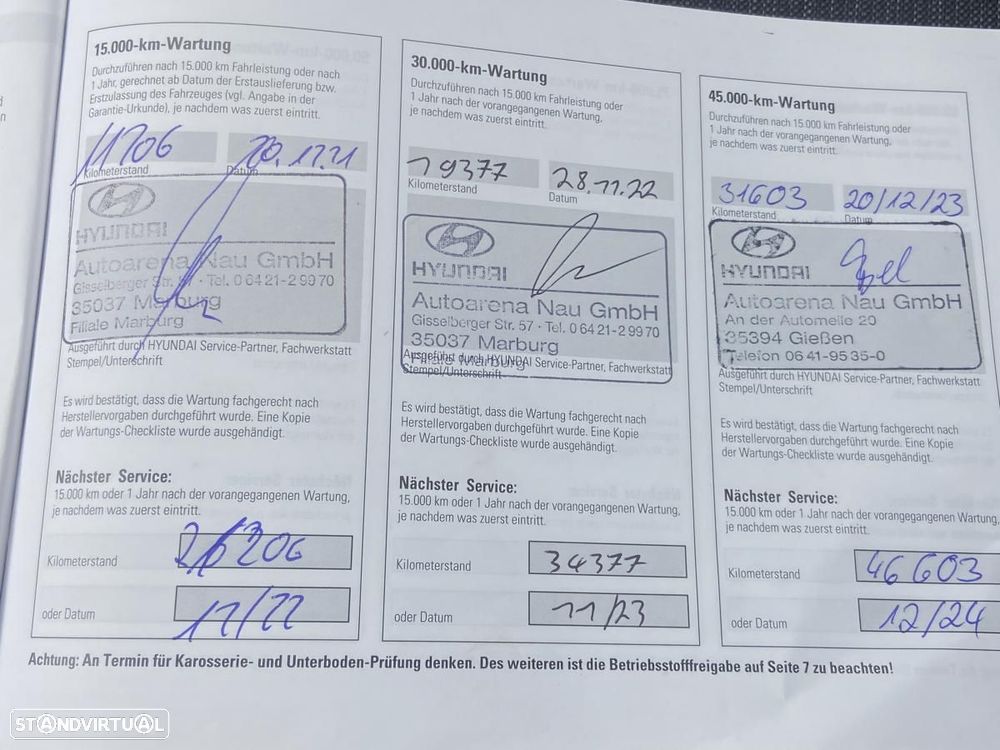 15.000-km-Wartung
Durchzuführen nach 15.000 km Fahrleistung oder nach
1 Jahr, gerechnet ab Datum der Erstauslieferung bzw.
Erstzulassung des Fahrzeuges (vgl. Angabe in der
Garantie-Urkunde), je nachdem was zuerst eintritt.
11706
Kilometerstand
Datum
HYUNDAI
Autoarena Nau GmbH
Gisselberger Str. 57 · Tel. 0 64 21-2 99 70
35037 Marburg
Filiale Marburg
Ausgeführt durch HYUNDAI Service-Partner, Fachwerkstatt
Stempel/Unterschrift
Es wird bestätigt, dass die Wartung fachgerecht nach
Herstellervorgaben durchgeführt wurde. Eine Kopie
der Wartungs-Checkliste wurde ausgehändigt.
Nächster Service:
15.000 km oder 1 Jahr nach der vorangegangenen Wartung,
je nachdem was zuerst eintritt.
Kilometerstand 26206
oder Datum 11/22
30.000-km-Wartung
Durchzuführen nach 15.000 km Fahrleistung oder
1 Jahr nach der vorangegangenen Wartung,
je nachdem was zuerst eintritt.
19377 28.11.22
Kilometerstand
Datum
HYUNDAI
Autoarena Nau GmbH
Gisselberger Str. 57 · Tel. 0 64 21-2 99 70
35037 Marburg
Filiale Marburg
Ausgeführt durch HYUNDAI Service-Partner, Fachwerkstatt
Stempel/Unterschrift
Es wird bestätigt, dass die Wartung fachgerecht nach
Herstellervorgaben durchgeführt wurde. Eine Kopie
der Wartungs-Checkliste wurde ausgehändigt.
Nächster Service:
15.000 km oder 1 Jahr nach der vorangegangenen Wartung,
je nachdem was zuerst eintritt.
Kilometerstand 34377
oder Datum 11/23
45.000-km-Wartung
Durchzuführen nach 15.000 km Fahrleistung oder
1 Jahr nach der vorangegangenen Wartung,
je nachdem was zuerst eintritt.
31603 20/12/23
Kilometerstand
Datum
HYUNDAI
Autoarena Nau GmbH
An der Automeile 20
35394 Gießen
Telefon 06 41-95 35-0
Ausgeführt durch HYUNDAI Service-Partner, Fachwerkstatt
Stempel/Unterschrift
Es wird bestätigt, dass die Wartung fachgerecht nach
Herstellervorgaben durchgeführt wurde. Eine Kopie
der Wartungs-Checkliste wurde ausgehändigt.
Nächster Service:
15.000 km oder 1 Jahr nach der vorangegangenen Wartung,
je nachdem was zuerst eintritt.
Kilometerstand 46603
oder Datum 12/24
Achtung: An Termin für Karosserie- und Unterboden-Prüfung denken. Des weiteren ist die Betriebsstofffreigabe auf Seite 7 zu beachten!
STANDVIRTUAL